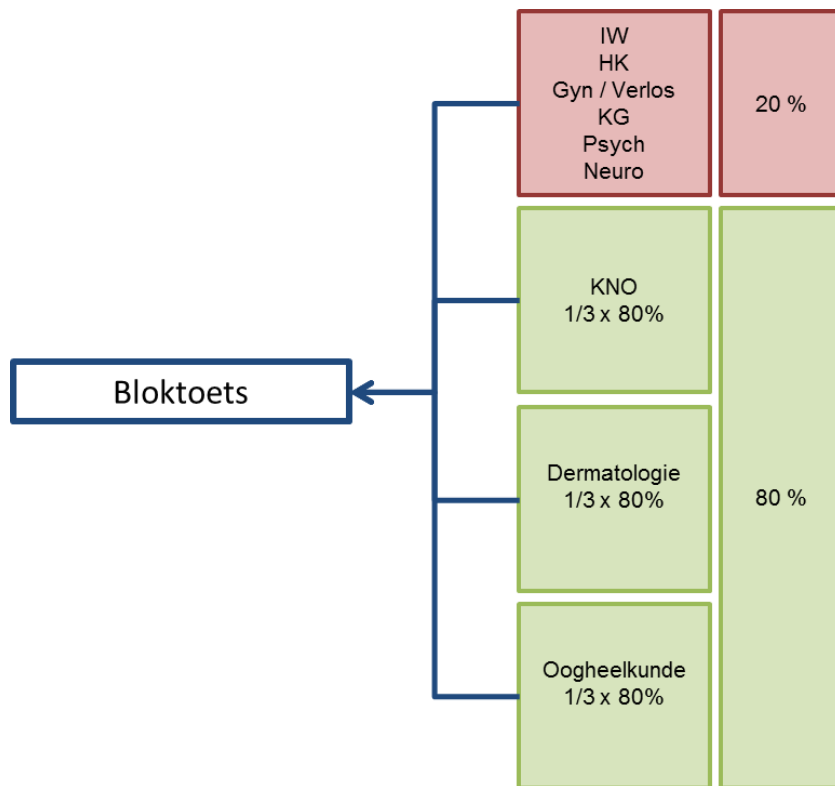 IW
HK
Gyn / Verlos
KG
Psych
Neuro
20 %
KNO
1/3 x 80%
Bloktoets
Dermatologie
1/3 x 80%
80 %
Oogheelkunde
1/3 x 80%